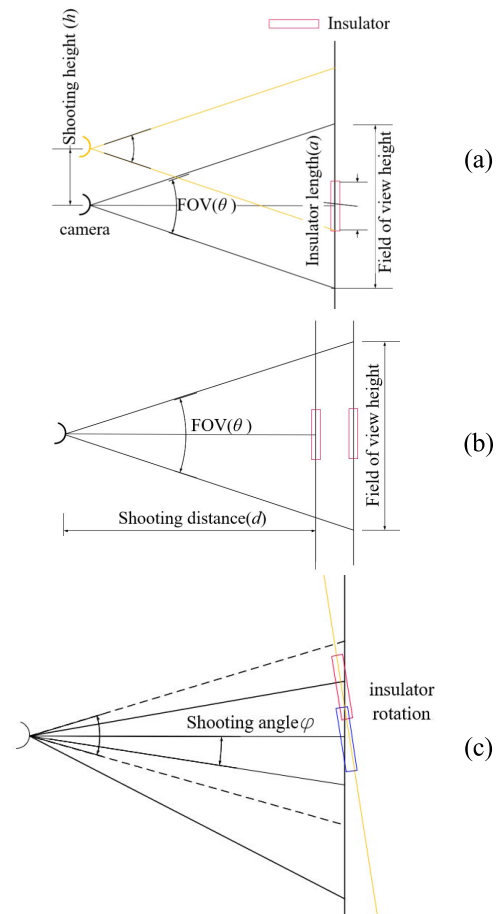 Insulator
Shooting height (h)
(a)
FOV(θ)
Insulator length(a)
Field of view height
camera
FOV(θ)
Field of view height
(b)
Shooting distance(d)
insulator
rotation
Shooting angleφ
(c)